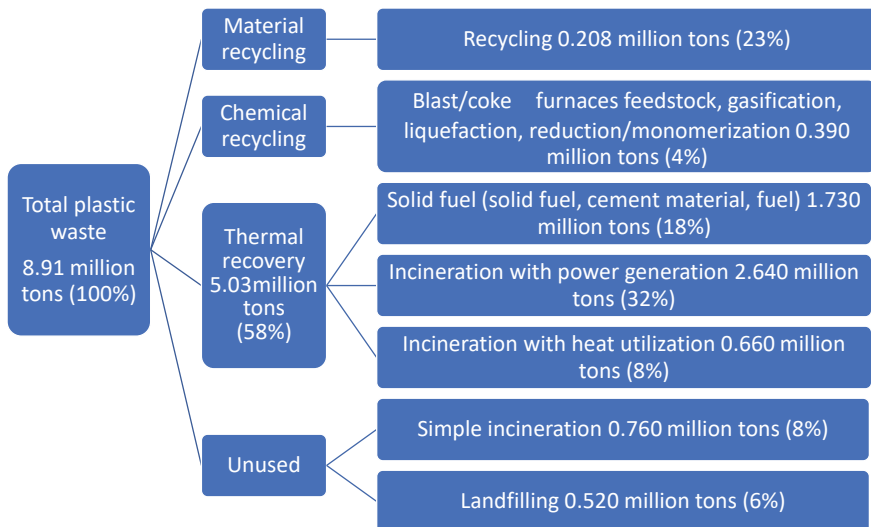 Total plastic
waste
8.91 million
tons (100%)
Material
recycling
Recycling 0.208 million tons (23%)
Chemical
recycling
Blast/coke furnaces feedstock, gasification,
liquefaction, reduction/monomerization 0.390
million tons (4%)
Thermal
recovery
5.03million
tons
(58%)
Solid fuel (solid fuel, cement material, fuel) 1.730
million tons (18%)
Incineration with power generation 2.640 million
tons (32%)
Incineration with heat utilization 0.660 million
tons (8%)
Unused
Simple incineration 0.760 million tons (8%)
Landfilling 0.520 million tons (6%)